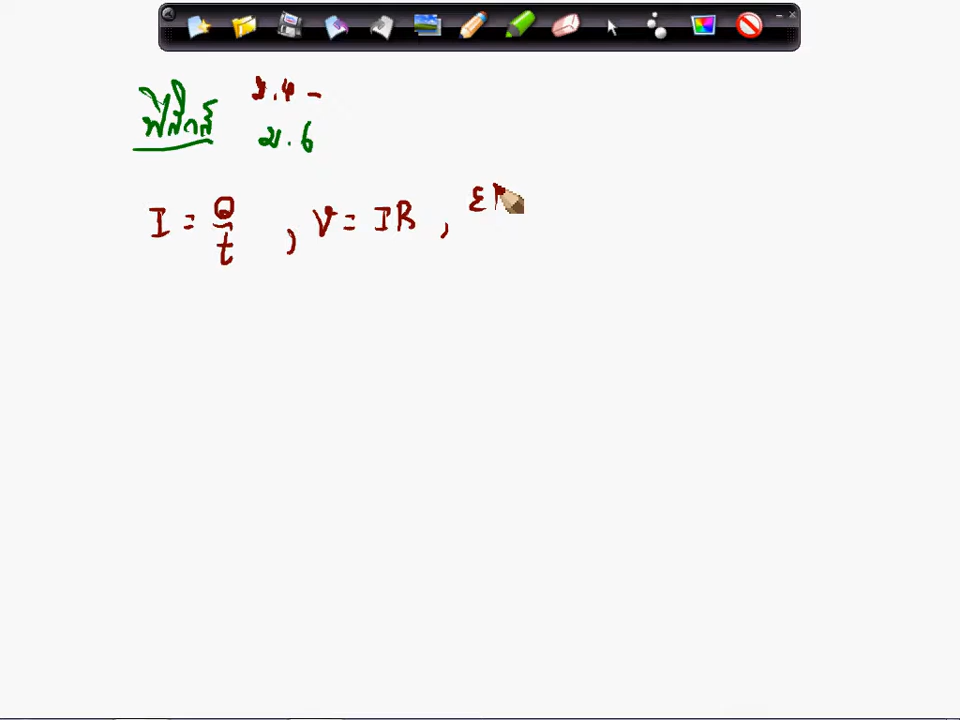 ฟิสิกส์ ม.4 -
ม.6
I = Q/t , V = IR , ε